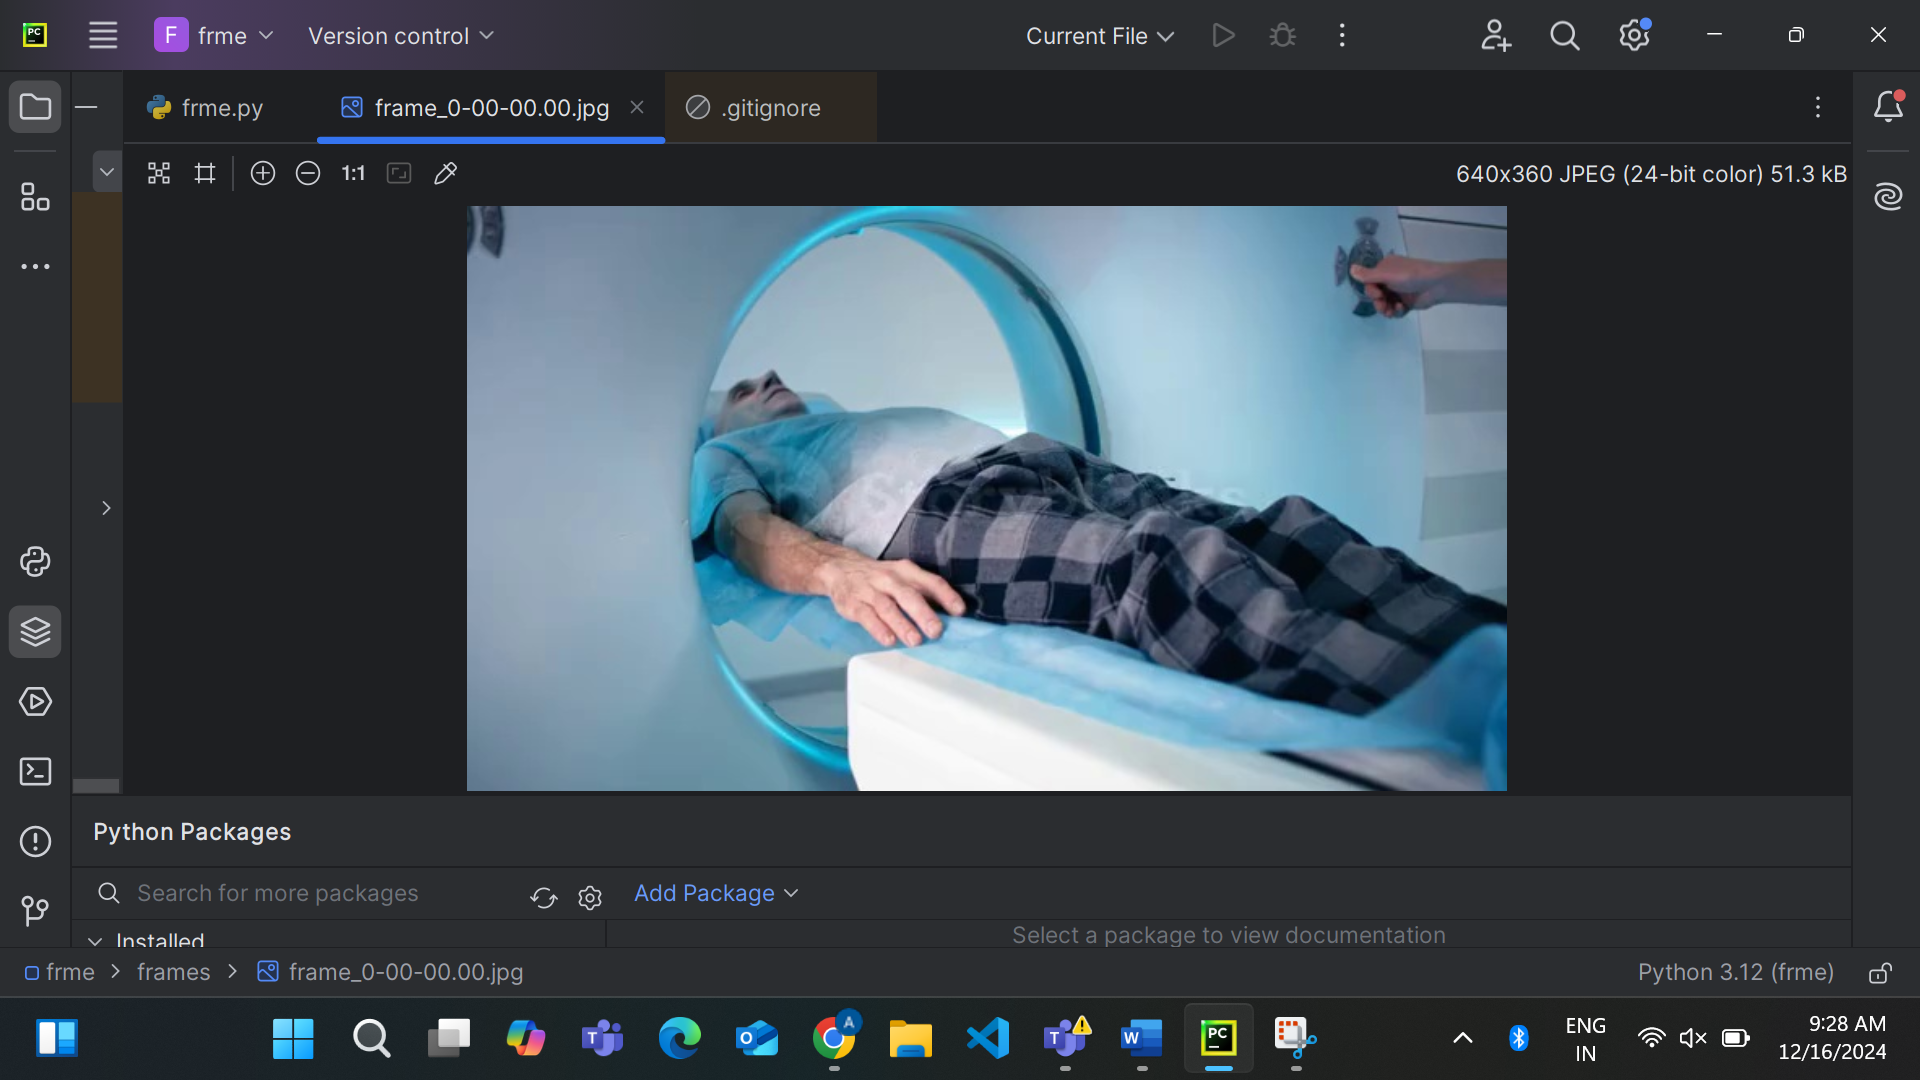 PC
F frme Version control Current File
frme.py frame_0-00-00.00.jpg .gitignore
1:1 640x360 JPEG (24-bit color) 51.3 kB
Python Packages
Search for more packages Add Package
Installed Select a package to view documentation
frme frames frame_0-00-00.00.jpg Python 3.12 (frme)
T O A T W PC ENG 9:28 AM
IN 12/16/2024